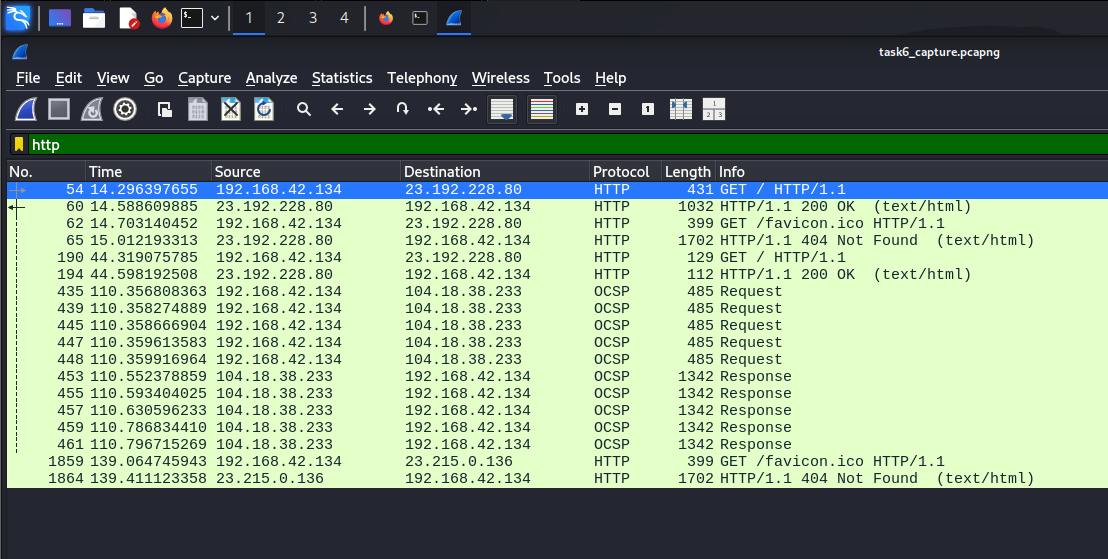 1 2 3 4
task6_capture.pcapng
File Edit View Go Capture Analyze Statistics Telephony Wireless Tools Help
http
No. Time Source Destination Protocol Length Info
54 14.296397655 192.168.42.134 23.192.228.80 HTTP 431 GET / HTTP/1.1
60 14.588609885 23.192.228.80 192.168.42.134 HTTP 1032 HTTP/1.1 200 OK (text/html)
62 14.703140452 192.168.42.134 23.192.228.80 HTTP 399 GET /favicon.ico HTTP/1.1
65 15.012193313 23.192.228.80 192.168.42.134 HTTP 1702 HTTP/1.1 404 Not Found (text/html)
190 44.319075785 192.168.42.134 23.192.228.80 HTTP 129 GET / HTTP/1.1
194 44.598192508 23.192.228.80 192.168.42.134 HTTP 112 HTTP/1.1 200 OK (text/html)
435 110.356808363 192.168.42.134 104.18.38.233 OCSP 485 Request
439 110.358274889 192.168.42.134 104.18.38.233 OCSP 485 Request
445 110.358666904 192.168.42.134 104.18.38.233 OCSP 485 Request
447 110.359613583 192.168.42.134 104.18.38.233 OCSP 485 Request
448 110.359916964 192.168.42.134 104.18.38.233 OCSP 485 Request
453 110.552378859 104.18.38.233 192.168.42.134 OCSP 1342 Response
455 110.593404025 104.18.38.233 192.168.42.134 OCSP 1342 Response
457 110.630596233 104.18.38.233 192.168.42.134 OCSP 1342 Response
459 110.786834410 104.18.38.233 192.168.42.134 OCSP 1342 Response
461 110.796715269 104.18.38.233 192.168.42.134 OCSP 1342 Response
1859 139.064745943 192.168.42.134 23.215.0.136 HTTP 399 GET /favicon.ico HTTP/1.1
1864 139.411123358 23.215.0.136 192.168.42.134 HTTP 1702 HTTP/1.1 404 Not Found (text/html)